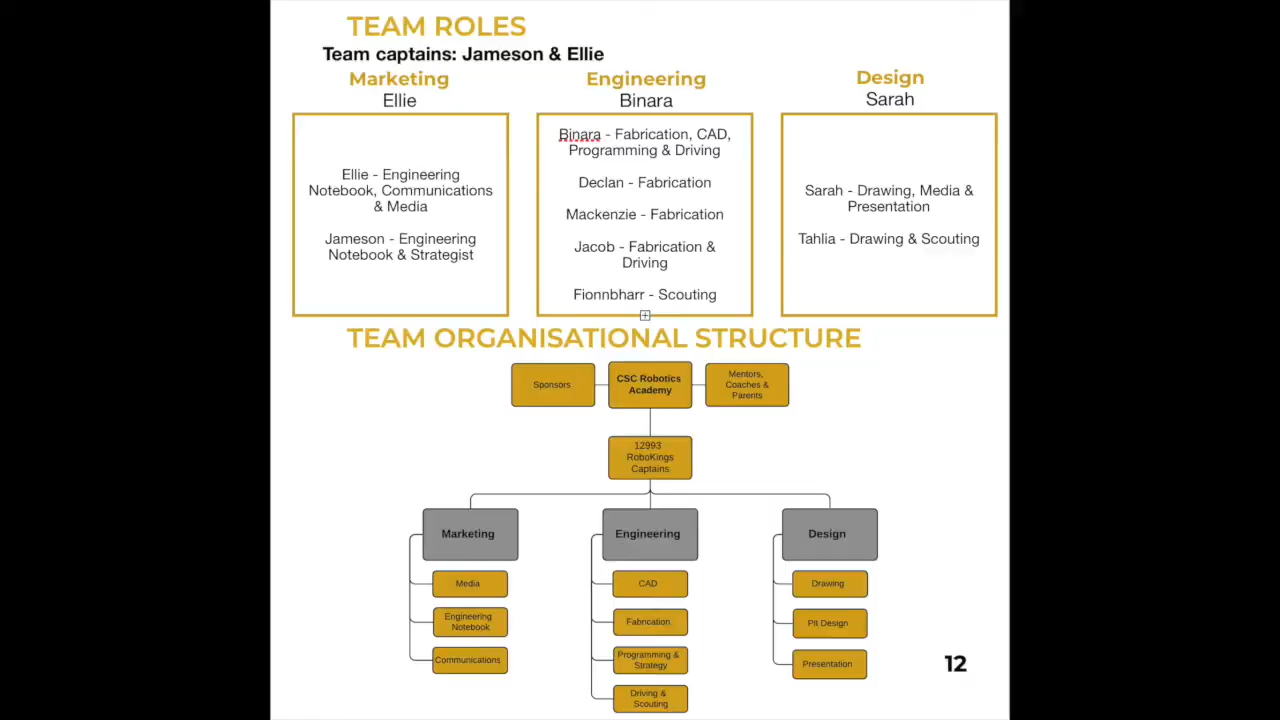 TEAM ROLES
Team captains: Jameson & Ellie
Marketing
Ellie
Engineering
Binara
Design
Sarah
Ellie - Engineering
Notebook, Communications
& Media
Jameson - Engineering
Notebook & Strategist
Binara - Fabrication, CAD,
Programming & Driving
Declan - Fabrication
Mackenzie - Fabrication
Jacob - Fabrication &
Driving
Fionnbharr - Scouting
Sarah - Drawing, Media &
Presentation
Tahlia - Drawing & Scouting
TEAM ORGANISATIONAL STRUCTURE
Sponsors
CSC Robotics
Academy
Mentors,
Coaches &
Parents
12993
RoboKings
Captains
Marketing
Media
Engineering
Notebook
Communications
Engineering
CAD
Fabrication
Programming &
Strategy
Driving &
Scouting
Design
Drawing
Pit Design
Presentation
12